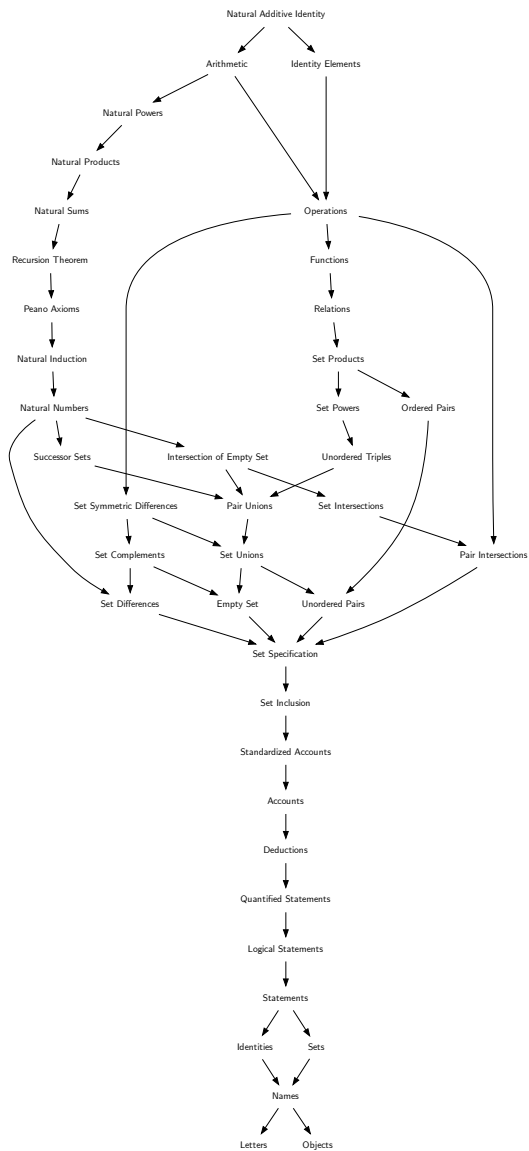 Natural Additive Identity
Arithmetic
Identity Elements
Natural Powers
Natural Products
Natural Sums
Operations
Recursion Theorem
Functions
Peano Axioms
Relations
Natural Induction
Set Products
Natural Numbers
Set Powers
Ordered Pairs
Successor Sets
Intersection of Empty Set
Unordered Triples
Set Symmetric Differences
Pair Unions
Set Intersections
Set Complements
Set Unions
Pair Intersections
Set Differences
Empty Set
Unordered Pairs
Set Specification
Set Inclusion
Standardized Accounts
Accounts
Deductions
Quantified Statements
Logical Statements
Statements
Identities
Sets
Names
Letters
Objects